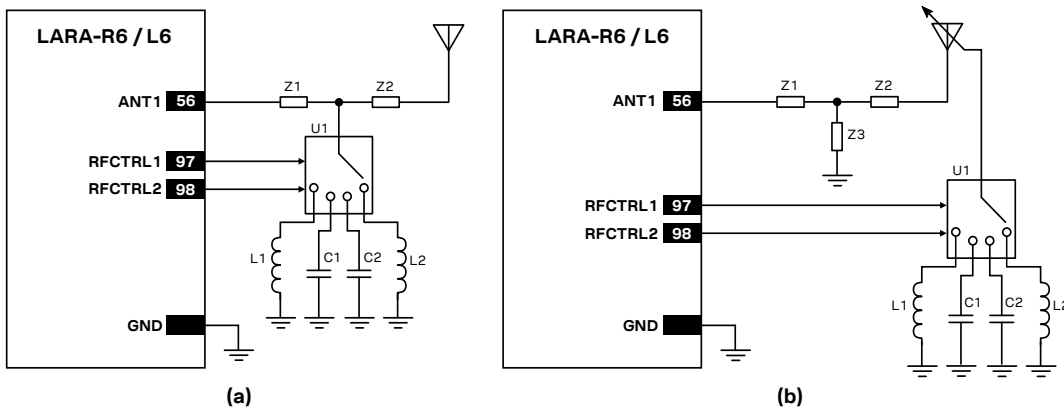 LARA-R6 / L6
ANT1 56
Z1 Z2
U1
RFCTRL1 97
RFCTRL2 98
L1 C1 C2 L2
GND
(a)
LARA-R6 / L6
ANT1 56
Z1 Z2
Z3
U1
RFCTRL1 97
RFCTRL2 98
L1 C1 C2 L2
GND
(b)